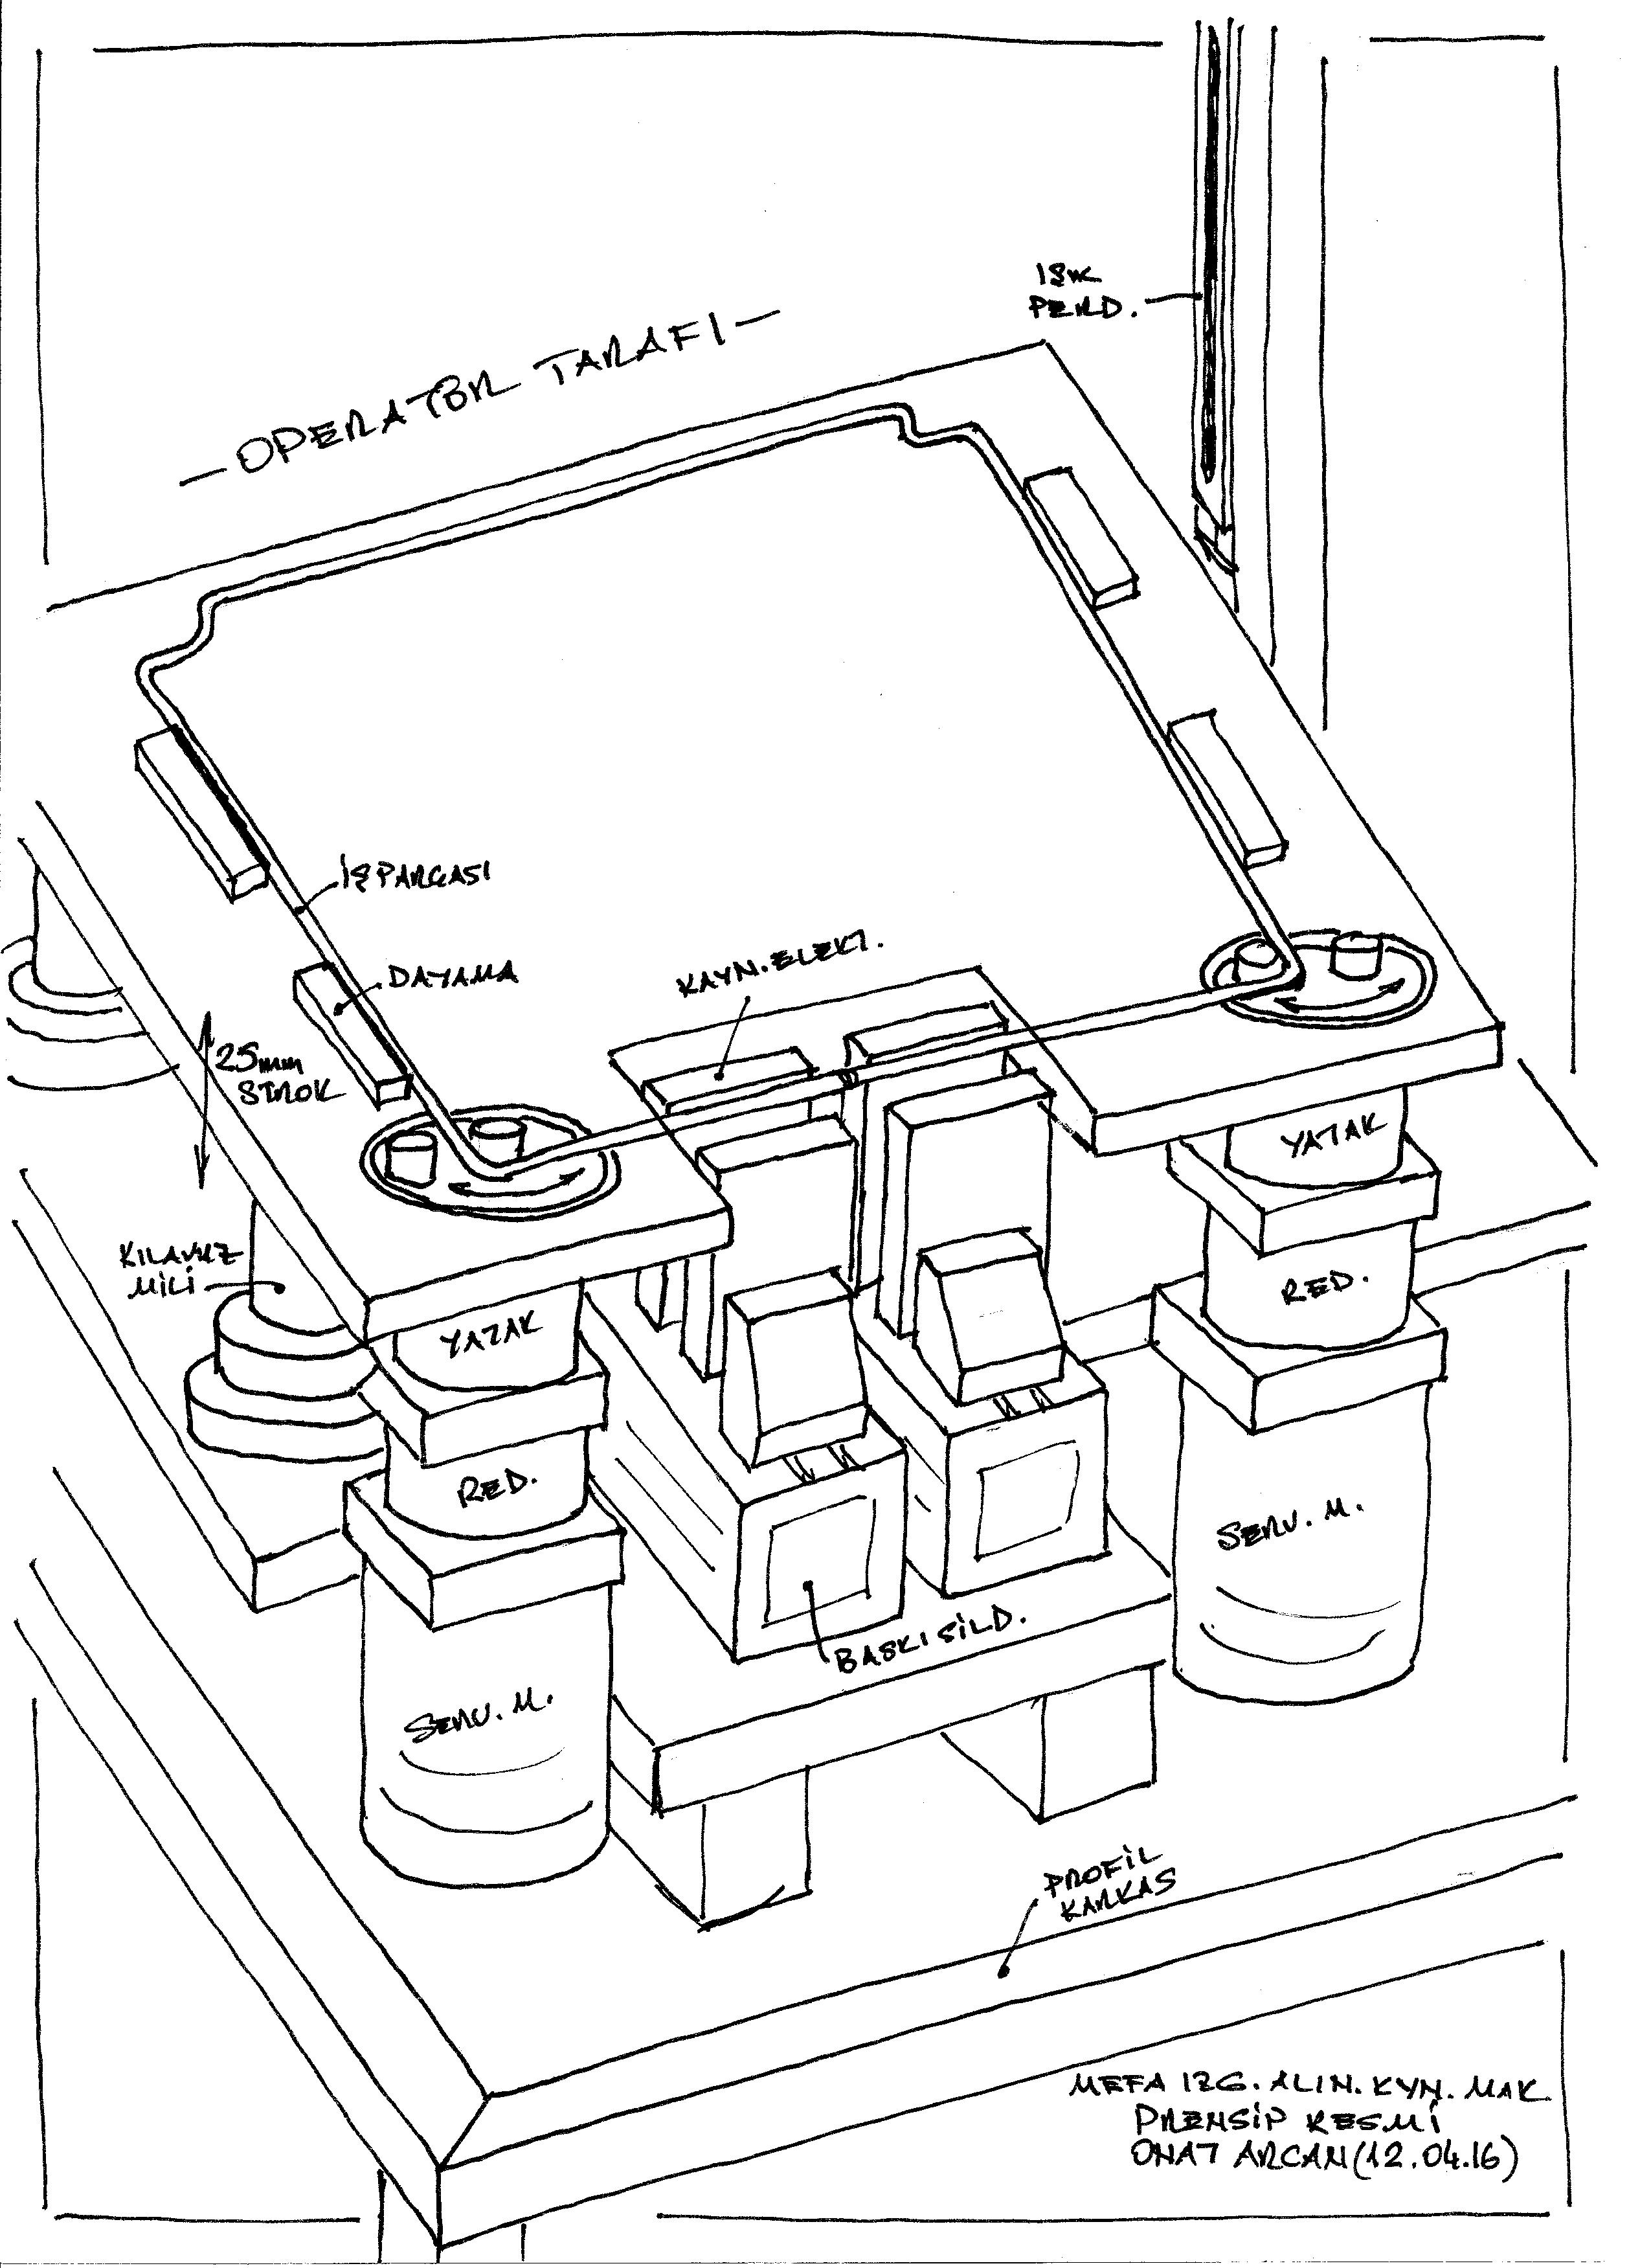 IŞIK
PERD.
—OPERATÖR TARAFI—
İŞ PARÇASI
DAYAMA
KAYN. ELEKT.
25mm
STROK
YATAK
KILAVUZ
MİLİ
RED.
YATAK
RED.
SERV. M.
BASKI SİLD.
SERV. M.
PROFİL
KARKAS
MEFA IZG. ALIN. KYN. MAK.
PRENSİP RESMİ
ONAT ARCAN (12.04.16)